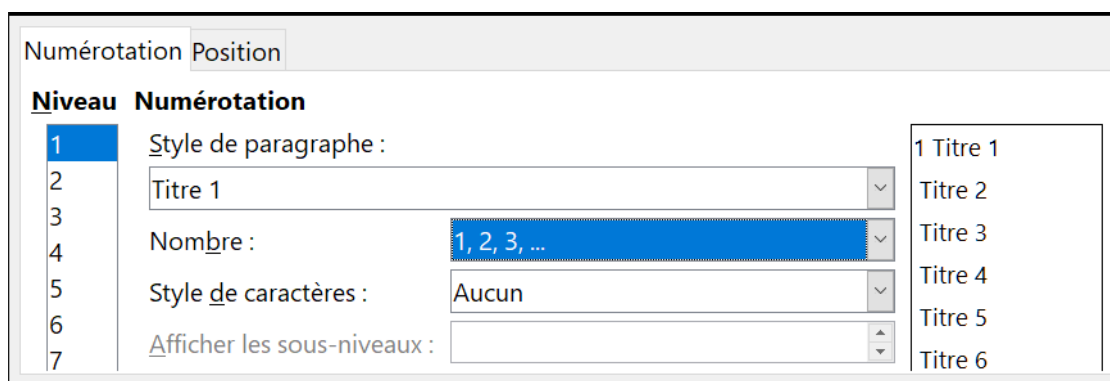 Numérotation Position
Niveau Numérotation
1 Style de paragraphe : 1 Titre 1
2 Titre 1 Titre 2
3 Titre 3
4 Nombre : 1, 2, 3, ...
Titre 4
5 Style de caractères : Aucun
Titre 5
6
7 Afficher les sous-niveaux : Titre 6